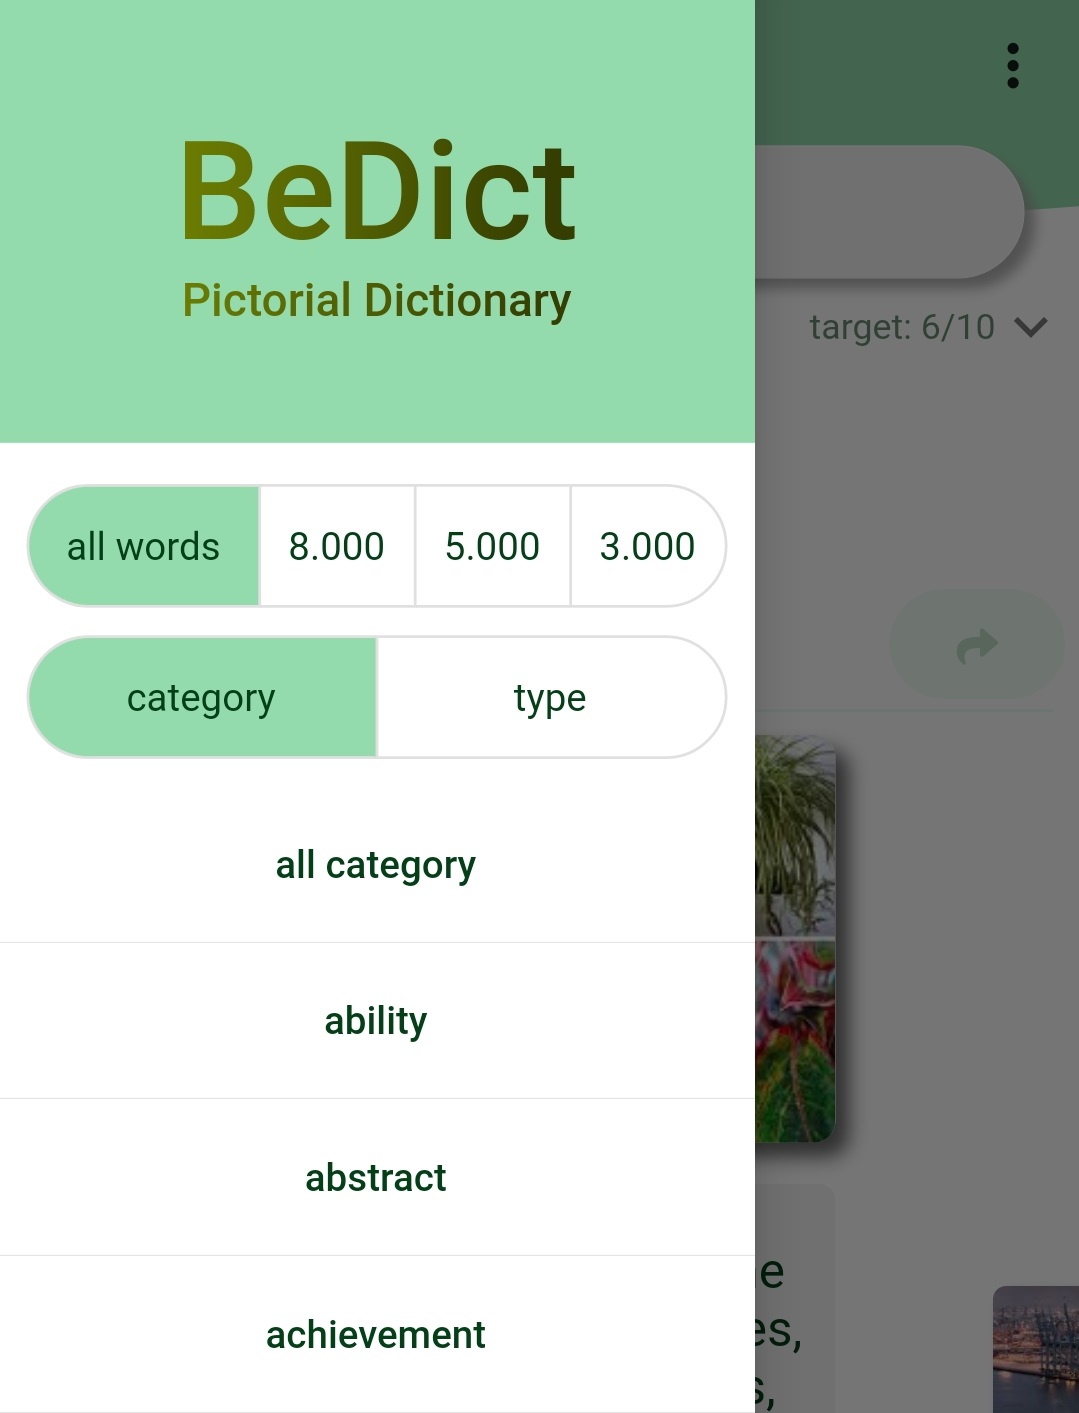 BeDict
Pictorial Dictionary
target: 6/10
all words 8.000 5.000 3.000
category type
all category
ability
abstract
achievement